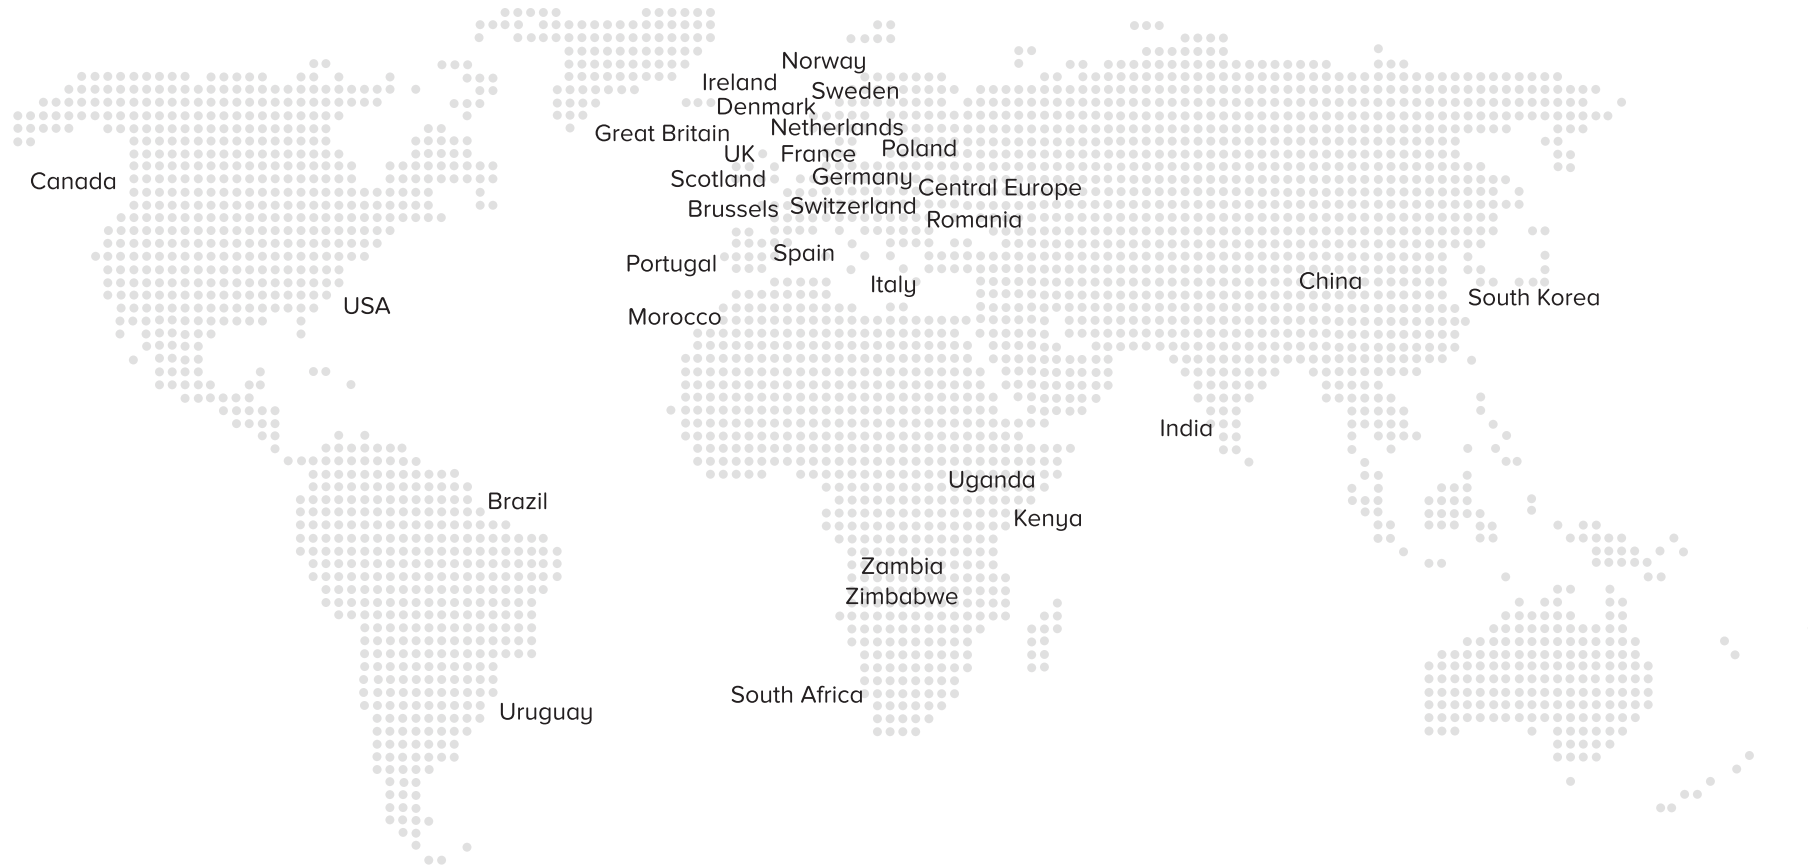 Norway
Ireland
Sweden
Denmark
Great Britain
Netherlands
UK
France
Poland
Canada
Scotland
Germany
Central Europe
Brussels
Switzerland
Romania
Portugal
Spain
Italy
China
South Korea
USA
Morocco
India
Uganda
Brazil
Kenya
Zambia
Zimbabwe
South Africa
Uruguay